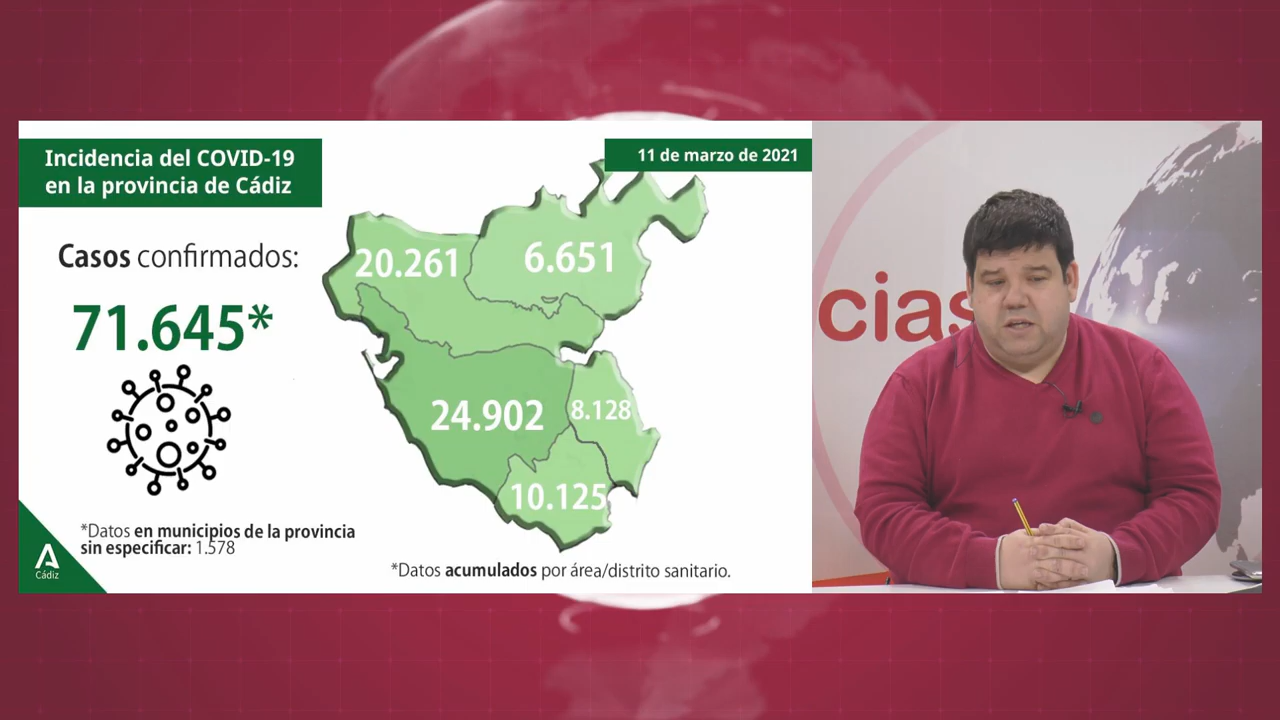 Incidencia del COVID-19
en la provincia de Cádiz
11 de marzo de 2021
Casos confirmados:
71.645*
20.261
6.651
24.902
8.128
10.125
*Datos en municipios de la provincia
sin especificar: 1.578
Cádiz
*Datos acumulados por área/distrito sanitario.
cias